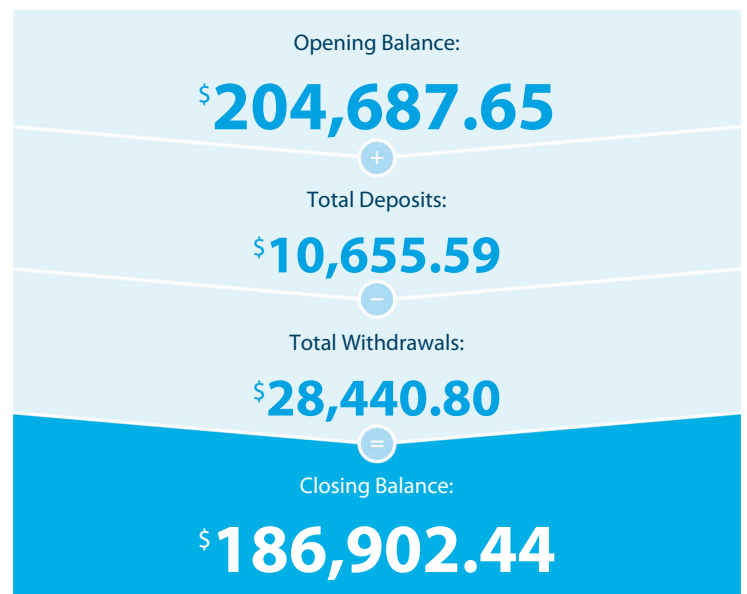 Opening Balance:
$204,687.65
+
Total Deposits:
$10,655.59
−
Total Withdrawals:
$28,440.80
=
Closing Balance:
$186,902.44